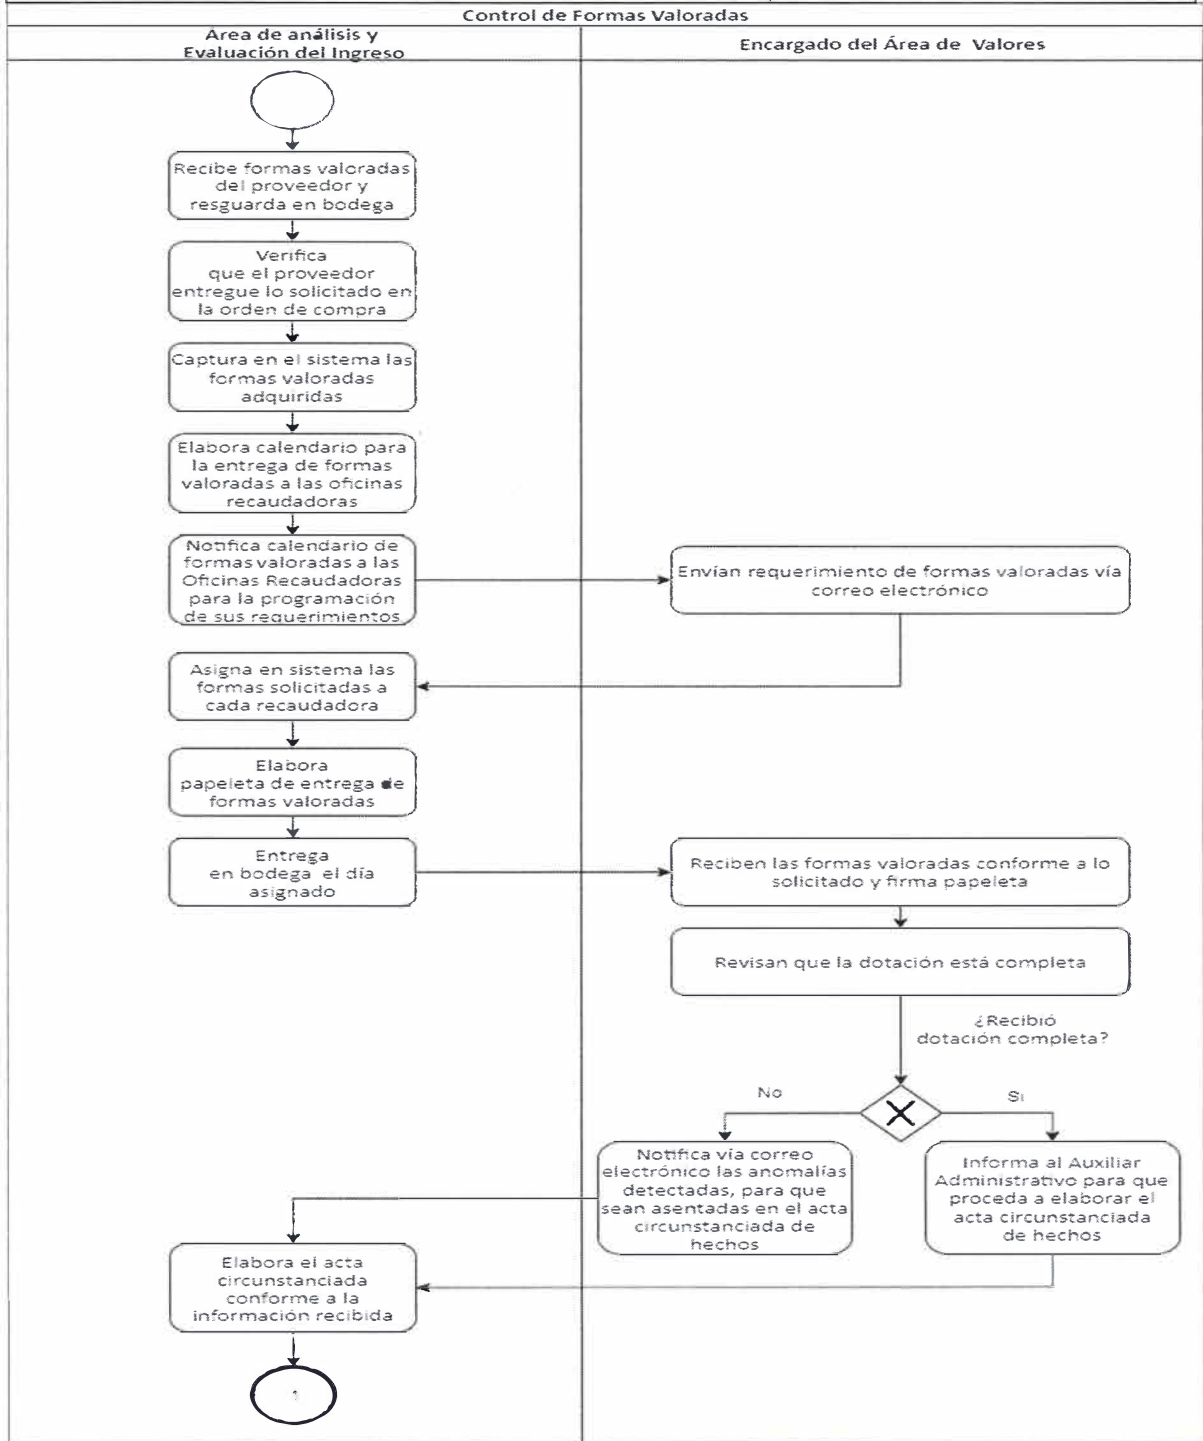 Control de Formas Valoradas
Área de análisis y
Evaluación del Ingreso
Encargado del Área de Valores
Recibe formas valoradas
del proveedor y
resguarda en bodega
Verifica
que el proveedor
entregue lo solicitado en
la orden de compra
Captura en el sistema las
formas valoradas
adquiridas
Elabora calendario para
la entrega de formas
valoradas a las oficinas
recaudadoras
Notifica calendario de
formas valoradas a las
Oficinas Recaudadoras
para la programación
de sus requerimientos
Envían requerimiento de formas valoradas vía
correo electrónico
Asigna en sistema las
formas solicitadas a
cada recaudadora
Elabora
papeleta de entrega de
formas valoradas
Entrega
en bodega el día
asignado
Reciben las formas valoradas conforme a lo
solicitado y firma papeleta
Revisan que la dotación está completa
¿Recibió
dotación completa?
No
Si
Notifica vía correo
electrónico las anomalías
detectadas, para que
sean asentadas en el acta
circunstanciada de
hechos
Informa al Auxiliar
Administrativo para que
proceda a elaborar el
acta circunstanciada
de hechos
Elabora el acta
circunstanciada
conforme a la
información recibida
1